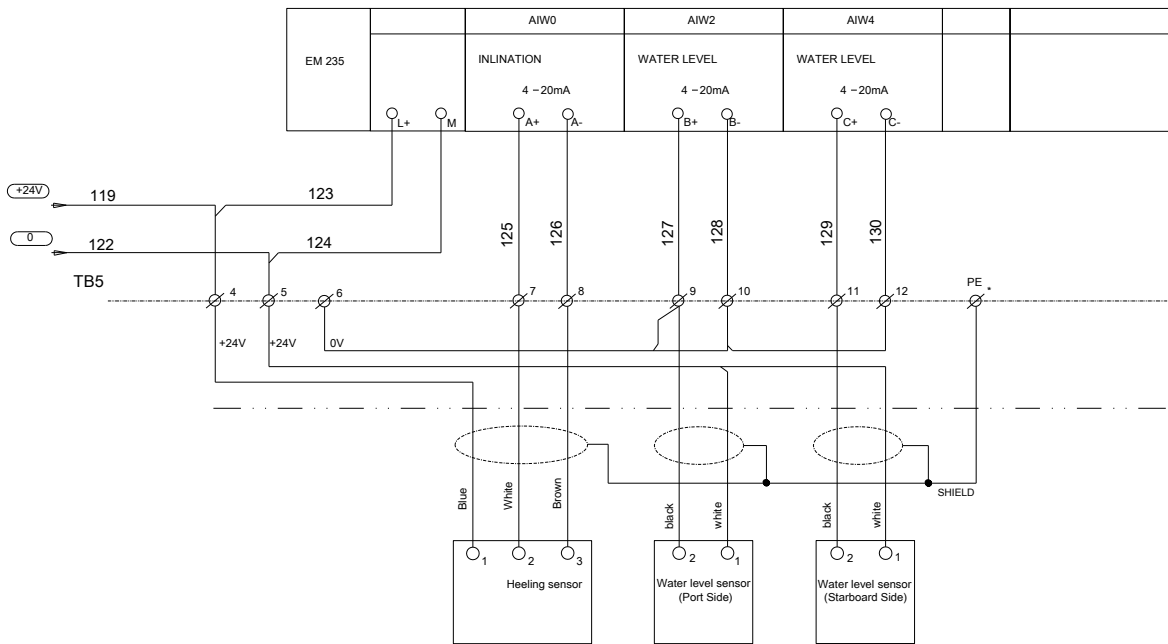 AIW0 AIW2 AIW4
EM 235 INLINATION WATER LEVEL WATER LEVEL
4 –20mA 4 –20mA 4 –20mA
L+ M A+ A- B+ B- C+ C-
+24V 119 123
0 122 124
125 126 127 128 129 130
TB5 4 5 6 7 8 9 10 11 12 PE *
+24V +24V 0V
SHIELD
Blue White Brown black white black white
1 2 3 2 1 2 1
Heeling sensor Water level sensor Water level sensor
(Port Side) (Starboard Side)